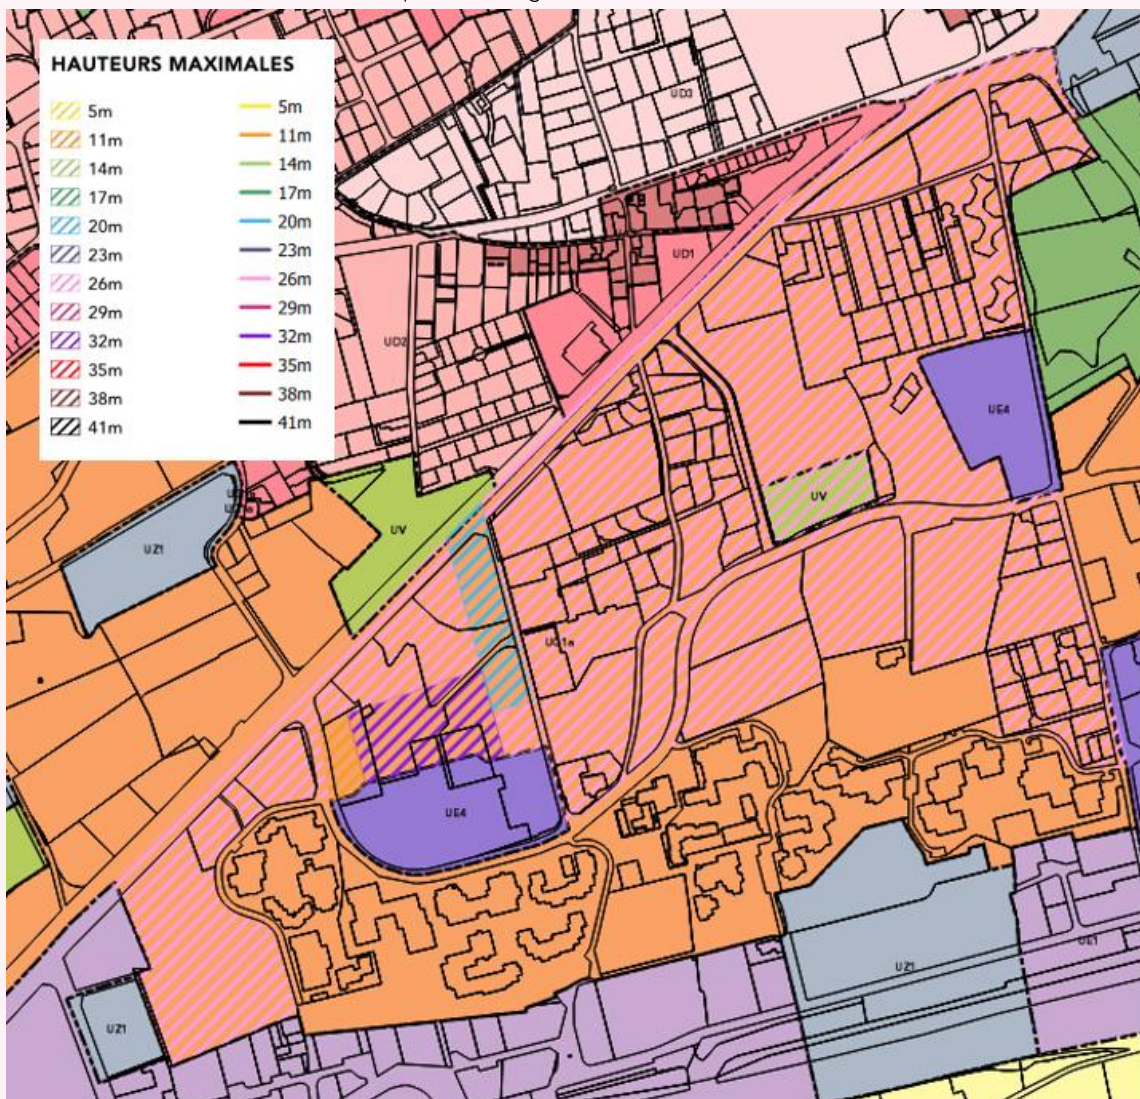 HAUTEURS MAXIMALES
5m
11m
14m
17m
20m
23m
26m
29m
32m
35m
38m
41m
5m
11m
14m
17m
20m
23m
26m
29m
32m
35m
38m
41m
UD3
UD1
UD2
UE4
UV
UV
UZ1
UE4
UZ1
UE1
UZ1